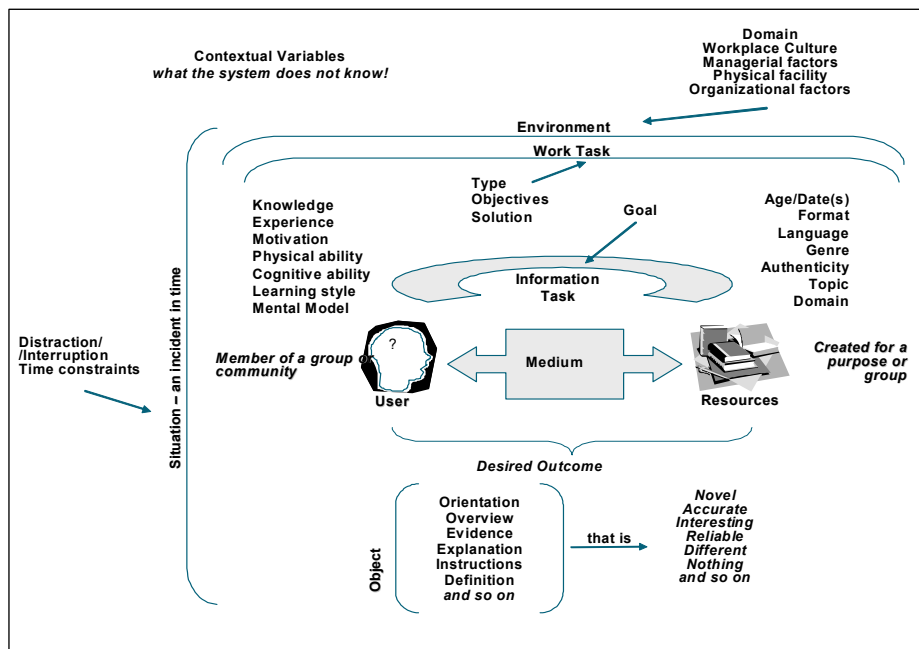 Contextual Variables
what the system does not know!
Domain
Workplace Culture
Managerial factors
Physical facility
Organizational factors
Environment
Work Task
Type
Objectives
Solution
Goal
Knowledge
Experience
Motivation
Physical ability
Cognitive ability
Learning style
Mental Model
Age/Date(s)
Format
Language
Genre
Authenticity
Topic
Domain
Information
Task
Distraction/
/Interruption
Time constraints
Situation – an incident in time
Member of a group or
community
?
User
Medium
Resources
Created for a
purpose or
group
Desired Outcome
Object
Orientation
Overview
Evidence
Explanation
Instructions
Definition
and so on
that is
Novel
Accurate
Interesting
Reliable
Different
Nothing
and so on